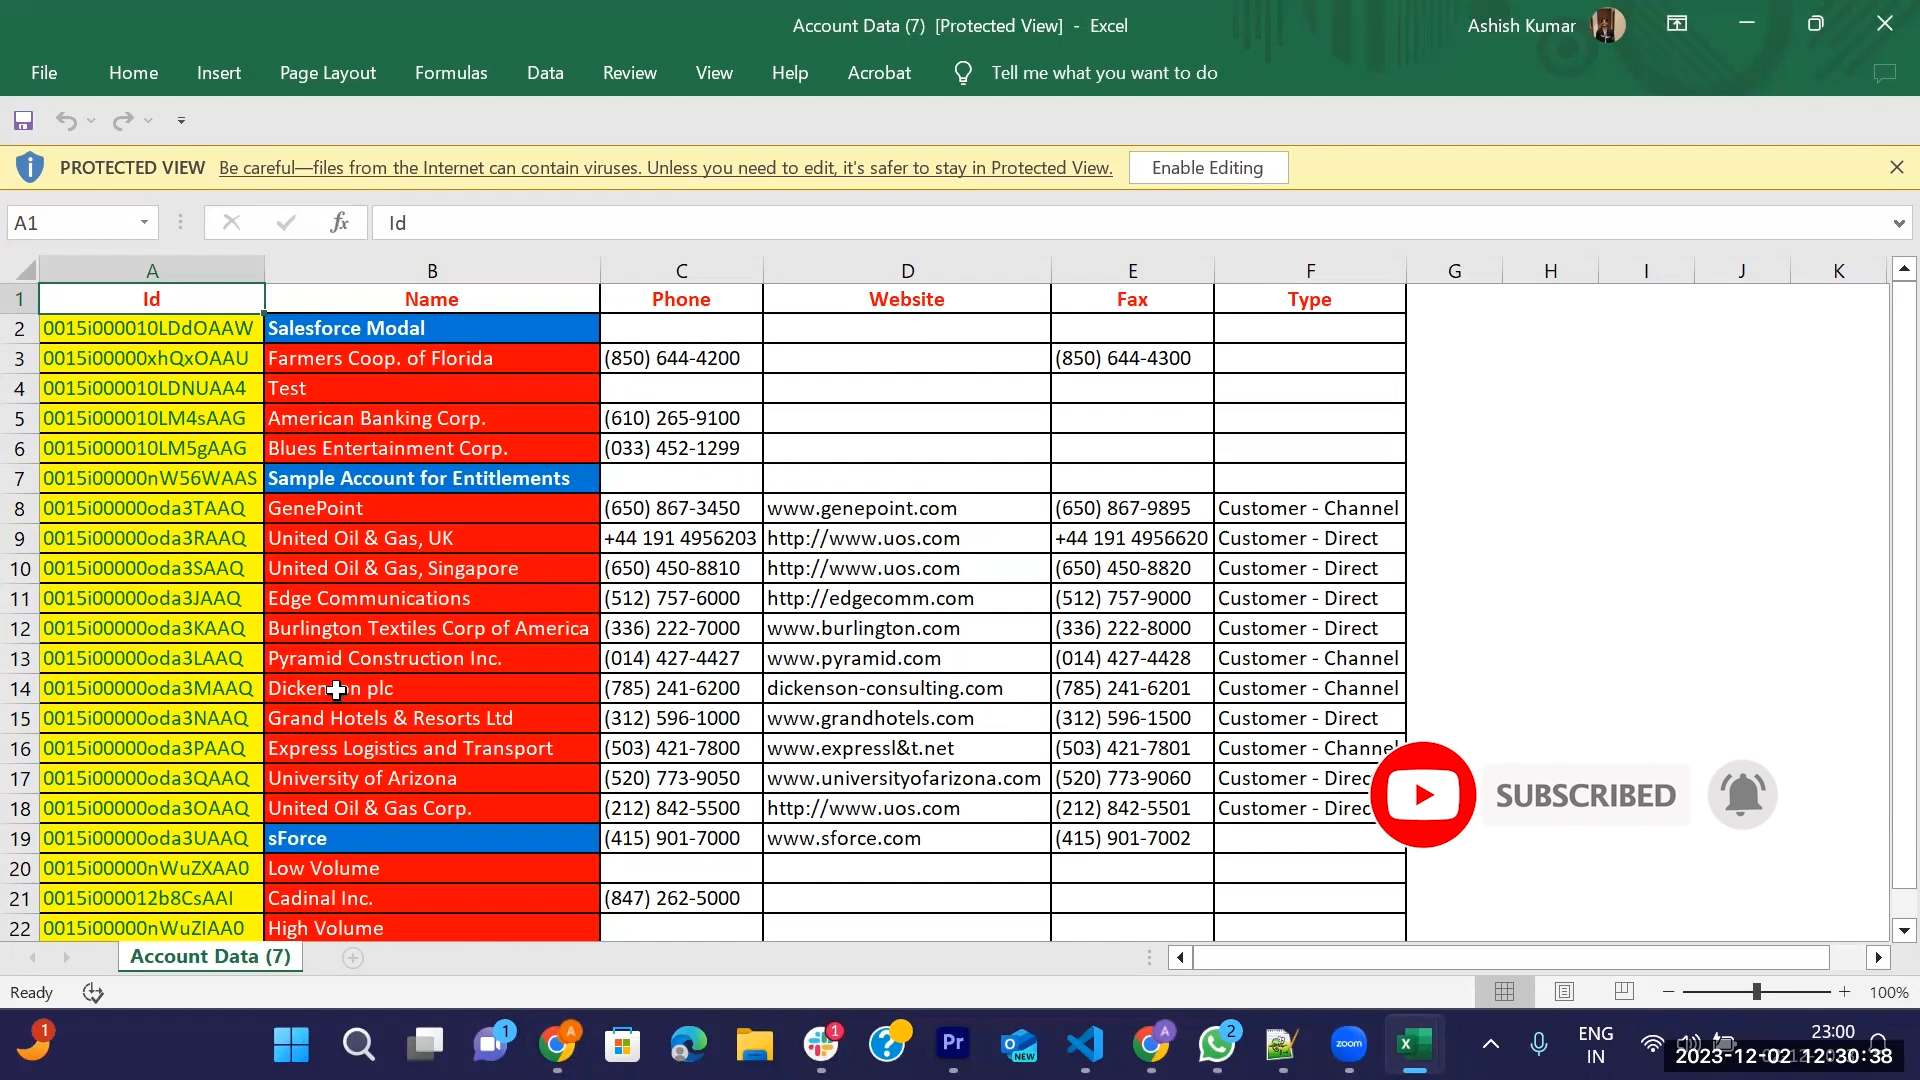 Account Data (7) [Protected View] - Excel
Ashish Kumar
File Home Insert Page Layout Formulas Data Review View Help Acrobat Tell me what you want to do
PROTECTED VIEW Be careful—files from the Internet can contain viruses. Unless you need to edit, it's safer to stay in Protected View. Enable Editing
A1 fx Id
A B C D E F G H I J K
1 Id Name Phone Website Fax Type
2 0015i000010LDdOAAW Salesforce Modal
3 0015i00000xhQxOAAU Farmers Coop. of Florida (850) 644-4200 (850) 644-4300
4 0015i000010LDNUAA4 Test
5 0015i000010LM4sAAG American Banking Corp. (610) 265-9100
6 0015i000010LM5gAAG Blues Entertainment Corp. (033) 452-1299
7 0015i00000nW56WAAS Sample Account for Entitlements
8 0015i00000oda3TAAQ GenePoint (650) 867-3450 www.genepoint.com (650) 867-9895 Customer - Channel
9 0015i00000oda3RAAQ United Oil & Gas, UK +44 191 4956203 http://www.uos.com +44 191 4956620 Customer - Direct
10 0015i00000oda3SAAQ United Oil & Gas, Singapore (650) 450-8810 http://www.uos.com (650) 450-8820 Customer - Direct
11 0015i00000oda3JAAQ Edge Communications (512) 757-6000 http://edgecomm.com (512) 757-9000 Customer - Direct
12 0015i00000oda3KAAQ Burlington Textiles Corp of America (336) 222-7000 www.burlington.com (336) 222-8000 Customer - Direct
13 0015i00000oda3LAAQ Pyramid Construction Inc. (014) 427-4427 www.pyramid.com (014) 427-4428 Customer - Channel
14 0015i00000oda3MAAQ plc (785) 241-6200 dickenson-consulting.com (785) 241-6201 Customer - Channel
15 0015i00000oda3NAAQ Grand Hotels & Resorts Ltd (312) 596-1000 www.grandhotels.com (312) 596-1500 Customer - Direct
16 0015i00000oda3PAAQ Express Logistics and Transport (503) 421-7800 www.expressl&t.net (503) 421-7801 Customer - Channel
17 0015i00000oda3QAAQ University of Arizona (520) 773-9050 www.universityofarizona.com (520) 773-9060 Customer - Direc
18 0015i00000oda3OAAQ United Oil & Gas Corp. (212) 842-5500 http://www.uos.com (212) 842-5501 Customer - Direc
SUBSCRIBED
19 0015i00000oda3UAAQ sForce (415) 901-7000 www.sforce.com (415) 901-7002
20 0015i00000nWuZXAA0 Low Volume
21 0015i000012b8CsAAI Cadinal Inc. (847) 262-5000
22 0015i00000nWuZIAA0 High Volume
Account Data (7)
Ready 100%
1 1 A 1 Pr NEW A 2 zoom X ENG 23:00
IN 2023-12-02 12:30:38